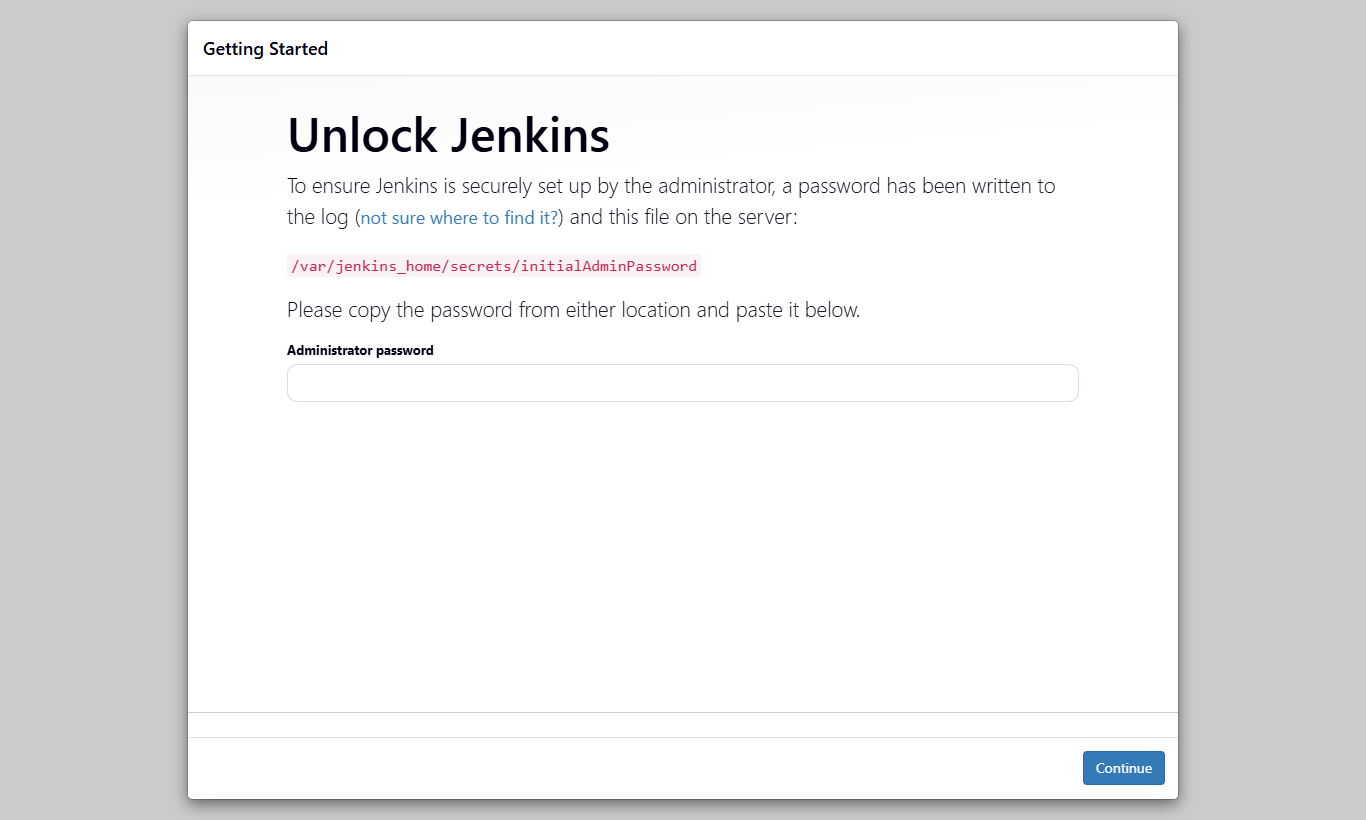 Getting Started
Unlock Jenkins
To ensure Jenkins is securely set up by the administrator, a password has been written to
the log (not sure where to find it?) and this file on the server:
/var/jenkins_home/secrets/initialAdminPassword
Please copy the password from either location and paste it below.
Administrator password
Continue